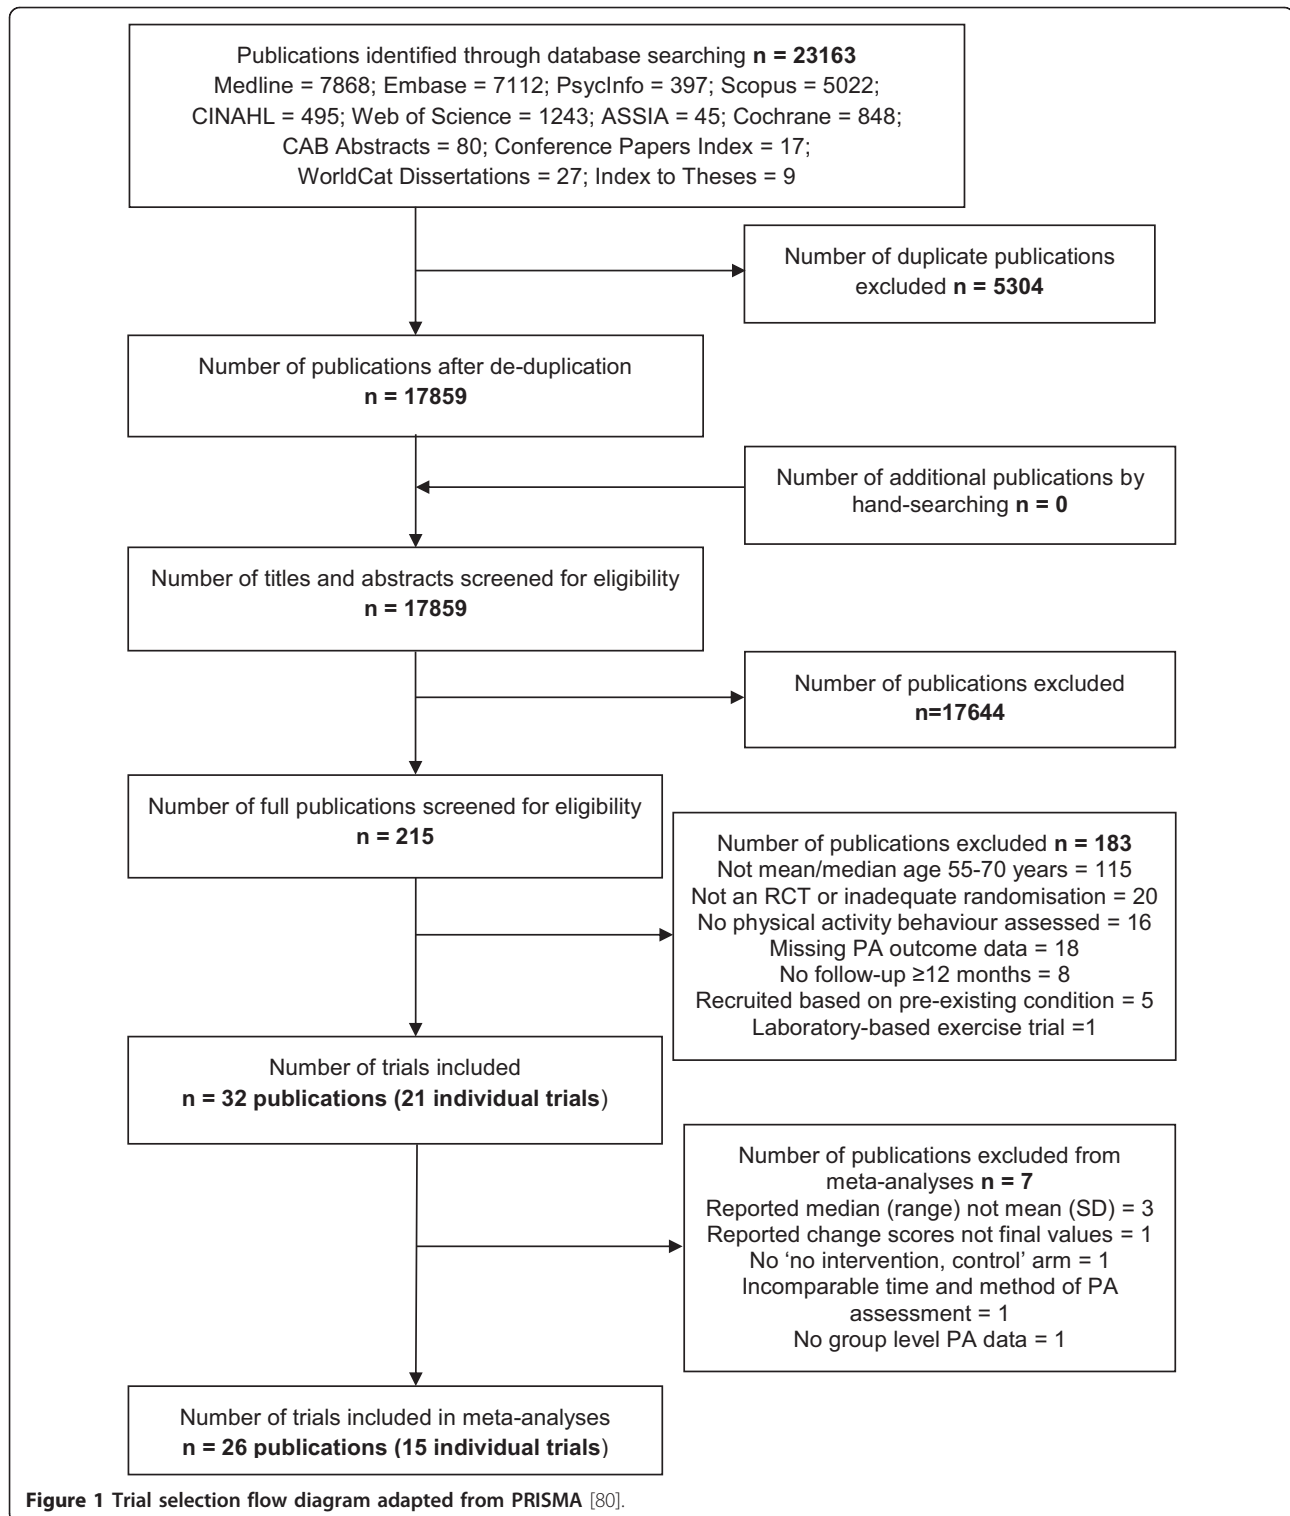 Publications identified through database searching n = 23163
Medline = 7868; Embase = 7112; PsycInfo = 397; Scopus = 5022;
CINAHL = 495; Web of Science = 1243; ASSIA = 45; Cochrane = 848;
CAB Abstracts = 80; Conference Papers Index = 17;
WorldCat Dissertations = 27; Index to Theses = 9
Number of duplicate publications
excluded n = 5304
Number of publications after de-duplication
n = 17859
Number of additional publications by
hand-searching n = 0
Number of titles and abstracts screened for eligibility
n = 17859
Number of publications excluded
n=17644
Number of full publications screened for eligibility
n = 215
Number of publications excluded n = 183
Not mean/median age 55-70 years = 115
Not an RCT or inadequate randomisation = 20
No physical activity behaviour assessed = 16
Missing PA outcome data = 18
No follow-up ≥12 months = 8
Recruited based on pre-existing condition = 5
Laboratory-based exercise trial =1
Number of trials included
n = 32 publications (21 individual trials)
Number of publications excluded from
meta-analyses n = 7
Reported median (range) not mean (SD) = 3
Reported change scores not final values = 1
No ‘no intervention, control’ arm = 1
Incomparable time and method of PA
assessment = 1
No group level PA data = 1
Number of trials included in meta-analyses
n = 26 publications (15 individual trials)
Figure 1 Trial selection flow diagram adapted from PRISMA [80].